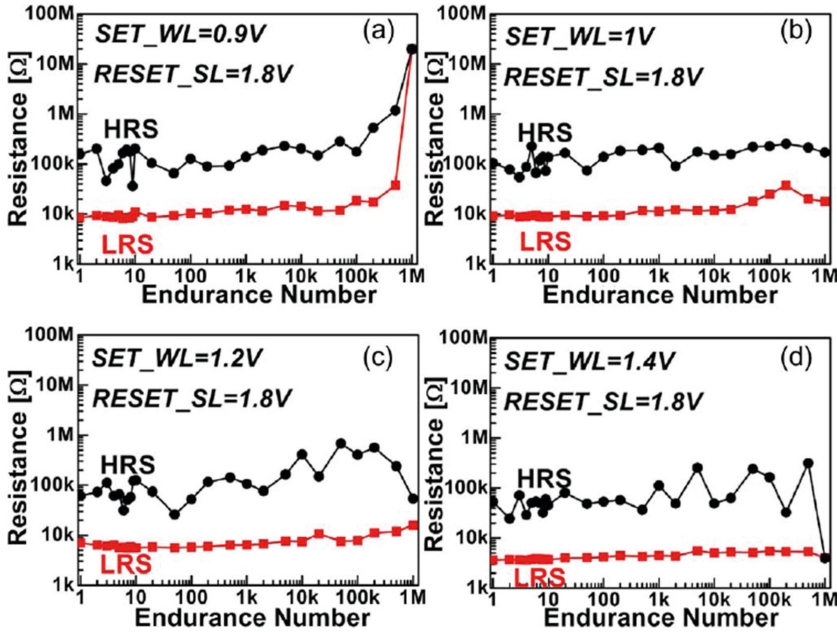 100M
10M
1M
100k
10k
1k
Resistance [Ω]
SET_WL=0.9V
(a)
RESET_SL=1.8V
HRS
LRS
1 10 100 1k 10k 100k 1M
Endurance Number
100M
10M
1M
100k
10k
1k
Resistance [Ω]
SET_WL=1V
(b)
RESET_SL=1.8V
HRS
LRS
1 10 100 1k 10k 100k 1M
Endurance Number
100M
10M
1M
100k
10k
1k
Resistance [Ω]
SET_WL=1.2V
(c)
RESET_SL=1.8V
HRS
LRS
1 10 100 1k 10k 100k 1M
Endurance Number
100M
10M
1M
100k
10k
1k
Resistance [Ω]
SET_WL=1.4V
(d)
RESET_SL=1.8V
HRS
LRS
1 10 100 1k 10k 100k 1M
Endurance Number